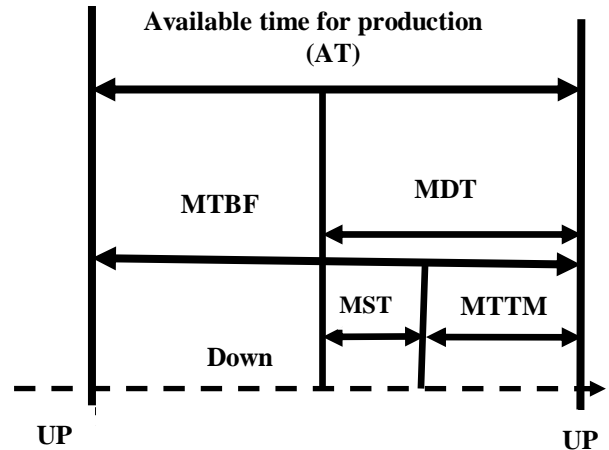 Available time for production
(AT)
MDT
MTBF
MST
MTTM
Down
UP
UP